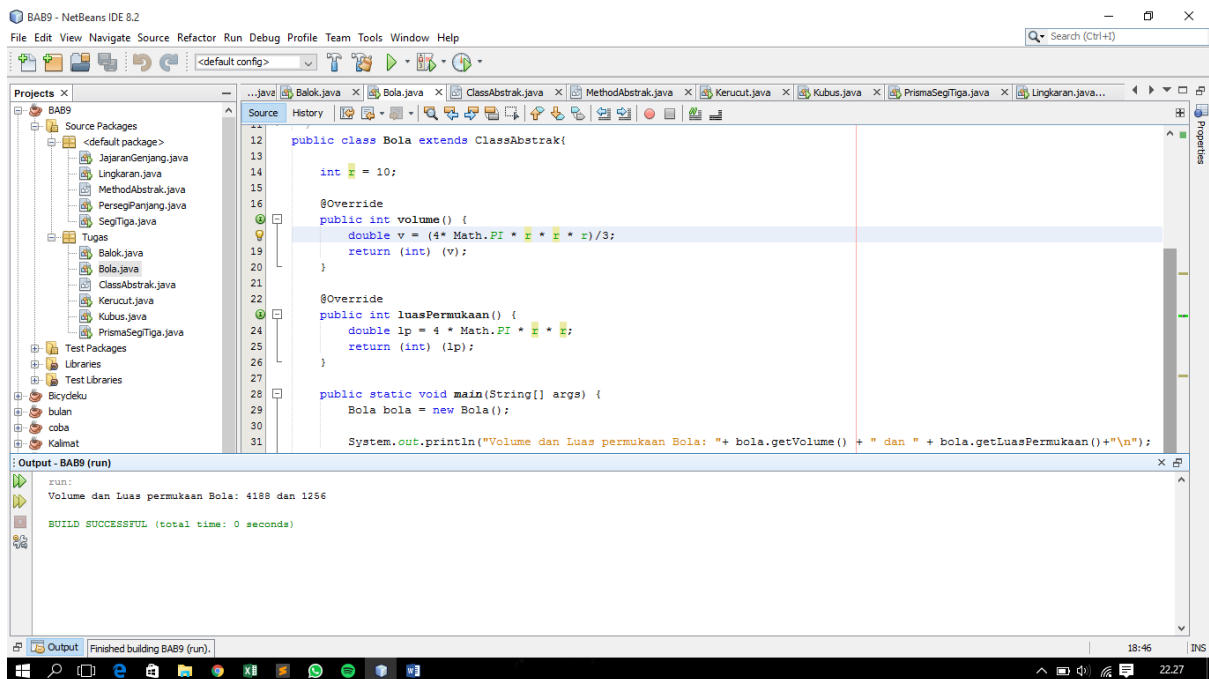 BAB9 - NetBeans IDE 8.2
File Edit View Navigate Source Refactor Run Debug Profile Team Tools Window Help
Search (Ctrl+I)
<default config>
Projects
...java Balok.java Bola.java ClassAbstrak.java MethodAbstrak.java Kerucut.java Kubus.java PrismaSegiTiga.java Lingkaran.java...
Source History
BAB9
Source Packages
<default package>
JajaranGenjang.java
Lingkaran.java
MethodAbstrak.java
PersegiPanjang.java
SegiTiga.java
Tugas
Balok.java
Bola.java
ClassAbstrak.java
Kerucut.java
Kubus.java
PrismaSegiTiga.java
Test Packages
Libraries
Test Libraries
Bicydeku
bulan
coba
Kalimat
Properties
11
12 public class Bola extends ClassAbstrak{
13
14 int r = 10;
15
16 @Override
public int volume() {
double v = (4* Math.PI * r * r * r)/3;
19 return (int) (v);
20 }
21
22 @Override
public int luasPermukaan() {
24 double lp = 4 * Math.PI * r * r;
25 return (int) (lp);
26 }
27
28 public static void main(String[] args) {
29 Bola bola = new Bola();
30
31 System.out.println("Volume dan Luas permukaan Bola: "+ bola.getVolume() + " dan " + bola.getLuasPermukaan()+"\n");
Output - BAB9 (run)
run:
Volume dan Luas permukaan Bola: 4188 dan 1256
BUILD SUCCESSFUL (total time: 0 seconds)
Output
Finished building BAB9 (run).
18:46 INS
22.27